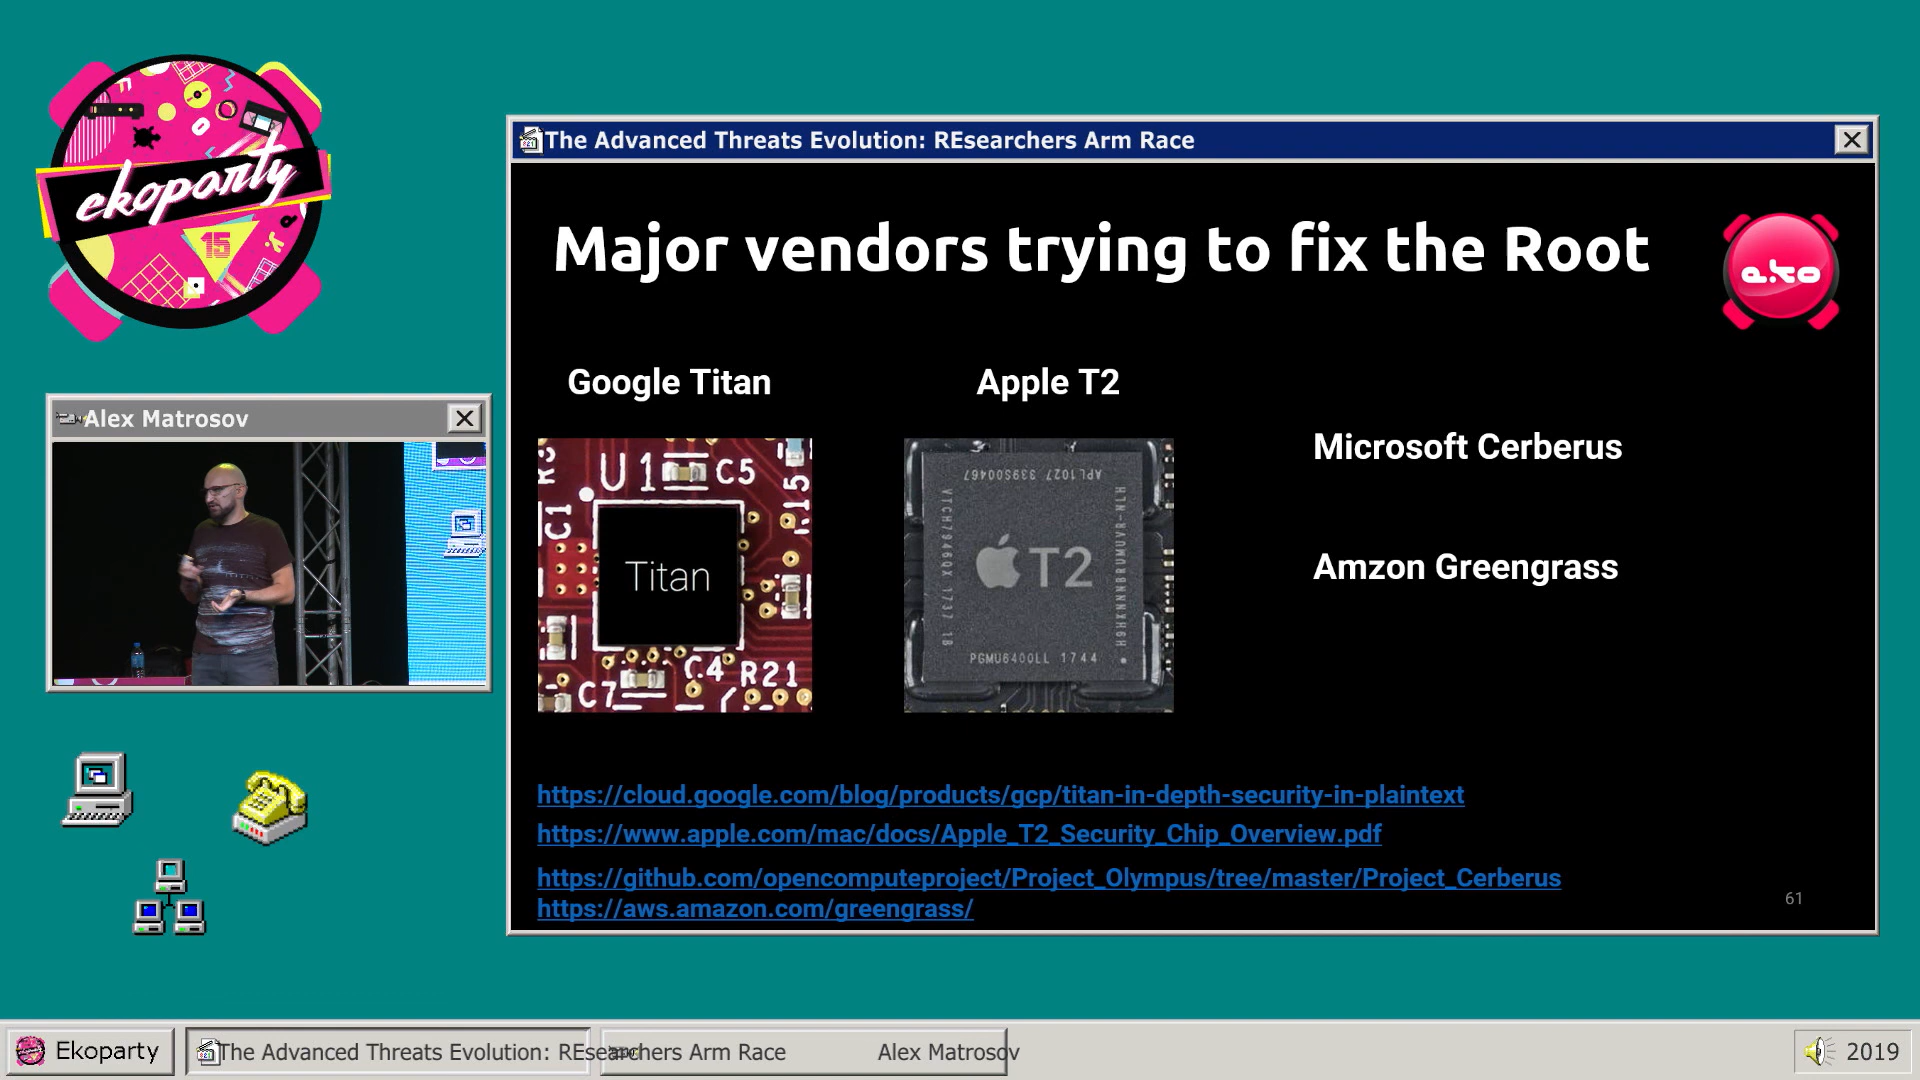 ekoparty
15
The Advanced Threats Evolution: REsearchers Arm Race
Major vendors trying to fix the Root
eko
Google Titan
Apple T2
Microsoft Cerberus
Amzon Greengrass
U1
C5
C1
R15
Titan
C4
R21
C7
APL1027 339S00467
T2
PGMU6400LL 1744
https://cloud.google.com/blog/products/gcp/titan-in-depth-security-in-plaintext
https://www.apple.com/mac/docs/Apple_T2_Security_Chip_Overview.pdf
https://github.com/opencomputeproject/Project_Olympus/tree/master/Project_Cerberus
https://aws.amazon.com/greengrass/
61
Alex Matrosov
Ekoparty
The Advanced Threats Evolution: REsearchers Arm Race
Alex Matrosov
2019